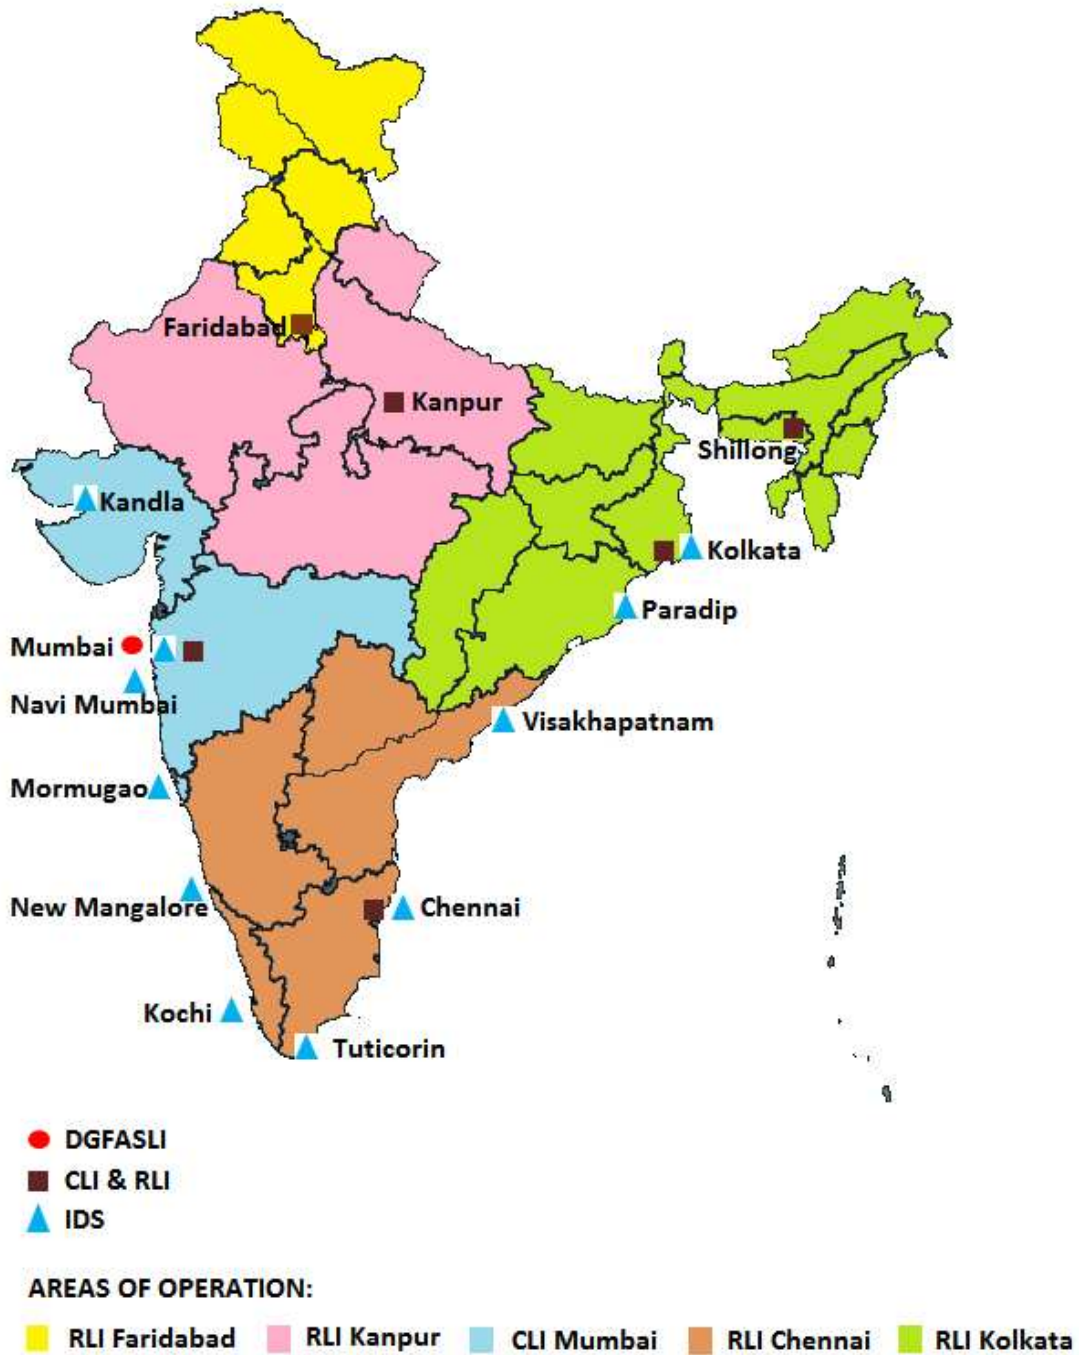 Faridabad
Kanpur
Shillong
Kandla
Kolkata
Paradip
Mumbai
Navi Mumbai
Visakhapatnam
Mormugao
New Mangalore
Chennai
Kochi
Tuticorin
DGFASLI
CLI & RLI
IDS
AREAS OF OPERATION:
RLI Faridabad RLI Kanpur CLI Mumbai RLI Chennai RLI Kolkata